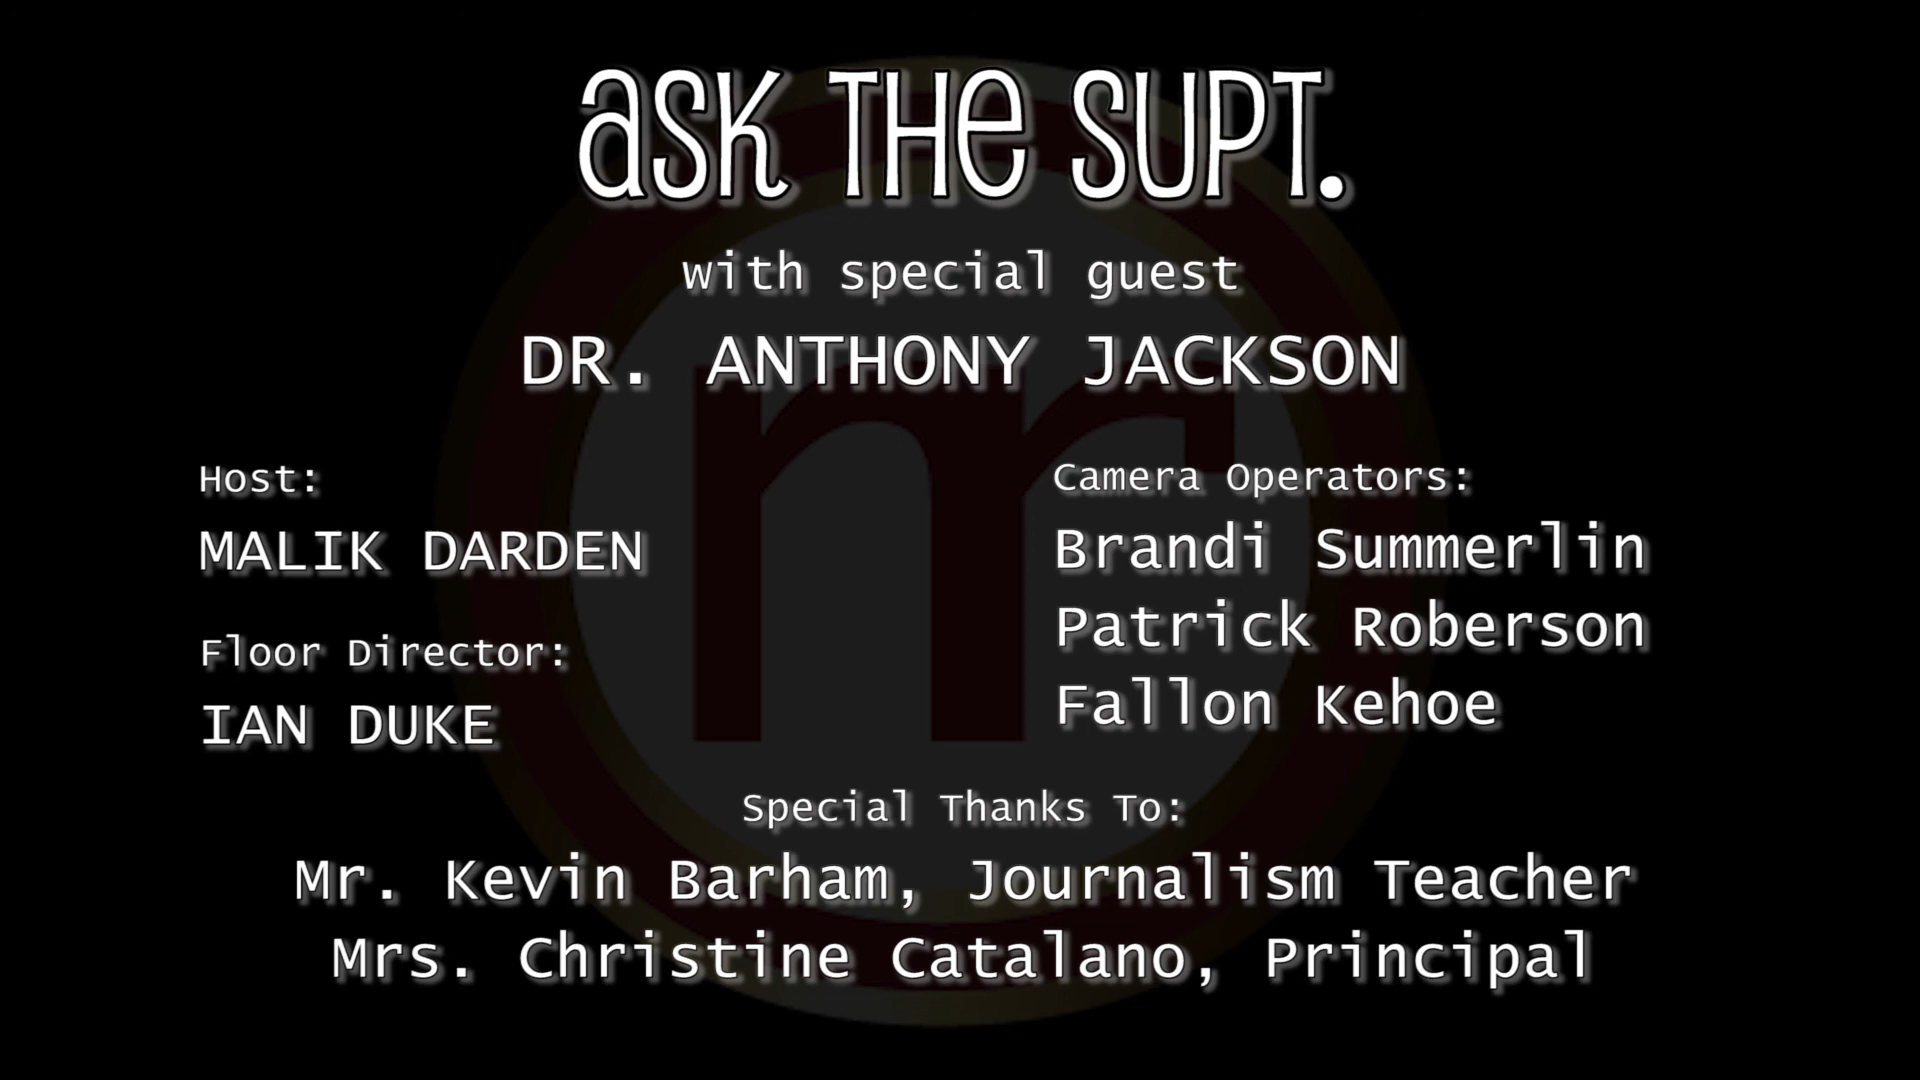 ask THe SUPT.
with special guest
DR. ANTHONY JACKSON
Host:
MALIK DARDEN
Floor Director:
IAN DUKE
Camera Operators:
Brandi Summerlin
Patrick Roberson
Fallon Kehoe
Special Thanks To:
Mr. Kevin Barham, Journalism Teacher
Mrs. Christine Catalano, Principal